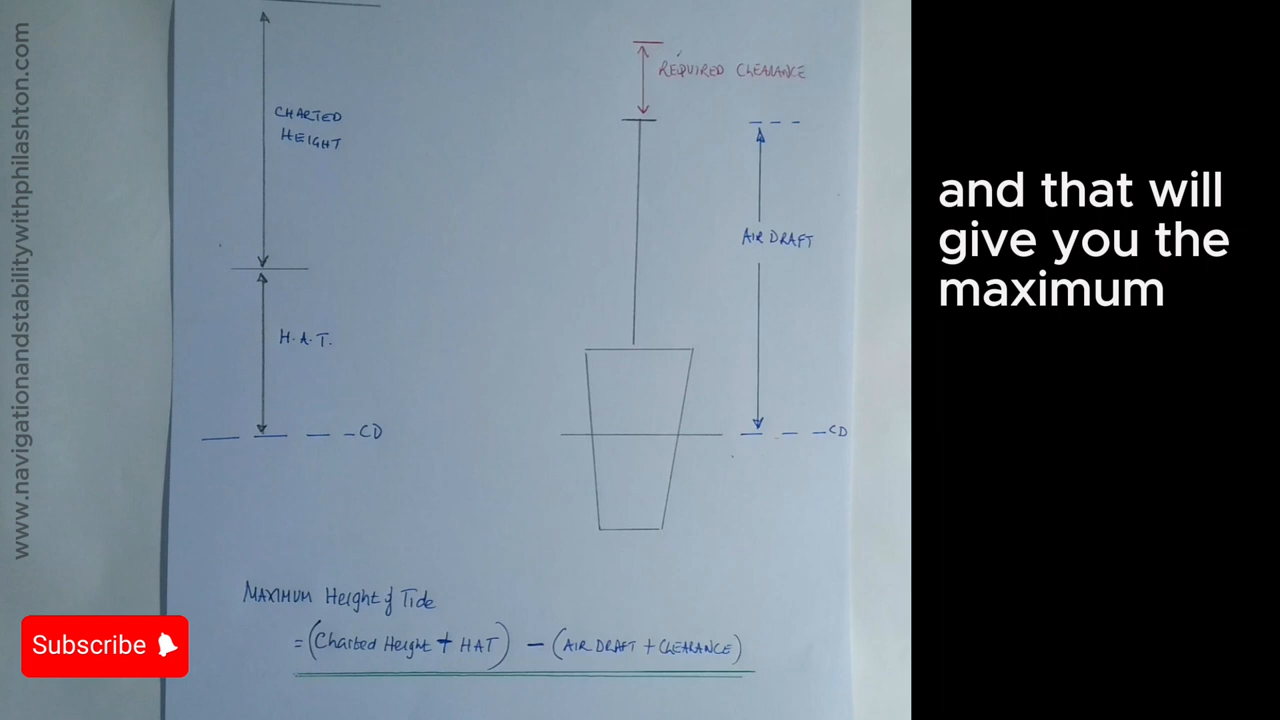 www.navigationandstabilitywithphilashton.com
CHARTED
HEIGHT
H.A.T.
CD
REQUIRED CLEARANCE
AIR DRAFT
CD
MAXIMUM Height of Tide
= (Charted Height + HAT) - (AIR DRAFT + CLEARANCE)
Subscribe
and that will
give you the
maximum